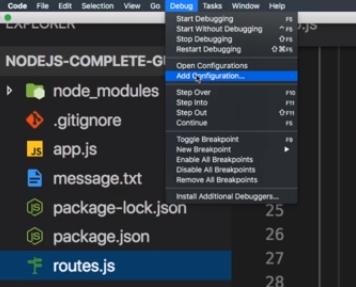 Code File Edit Selection View Go Debug Tasks Window Help
EXPLORER
.js
Start Debugging F5
Start Without Debugging ^F5
Stop Debugging ⇧F5
Restart Debugging ⇧⌘F5
Open Configurations
Add Configuration...
Step Over F10
Step Into F11
Step Out ⇧F11
Continue F5
Toggle Breakpoint F9
New Breakpoint
Enable All Breakpoints
Disable All Breakpoints
Remove All Breakpoints
Install Additional Debuggers...
NODEJS-COMPLETE-G
node_modules
.gitignore
JS app.js
message.txt
package-lock.json
package.json
routes.js
25
26
27
28